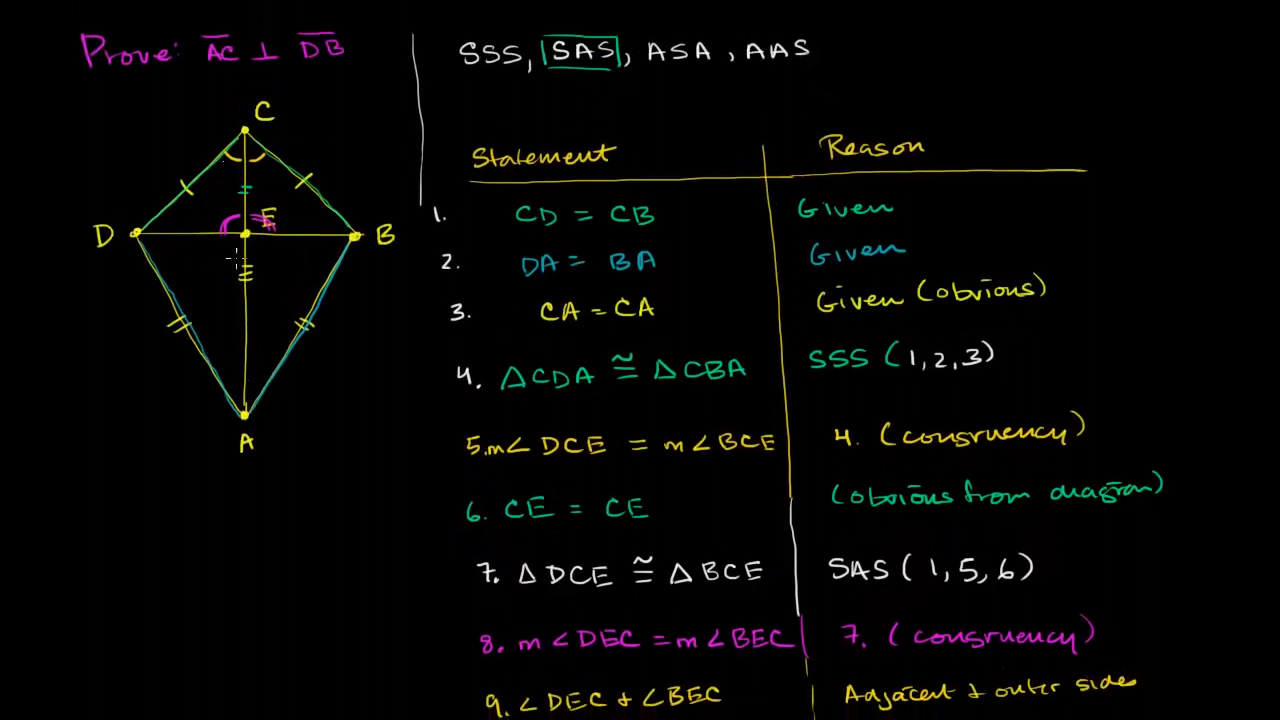 Prove: AC ⊥ DB
SSS, SAS, ASA, AAS
C
D
E
B
A
Statement Reason
1. CD = CB Given
2. DA = BA Given
3. CA = CA Given (obvious)
4. △CDA ≅ △CBA SSS (1,2,3)
5. m∠DCE = m∠BCE 4. (congruency)
6. CE = CE (obvious from diagram)
7. △DCE ≅ △BCE SAS (1,5,6)
8. m∠DEC = m∠BEC 7. (congruency)
9. ∠DEC + ∠BEC Adjacent + outer sides